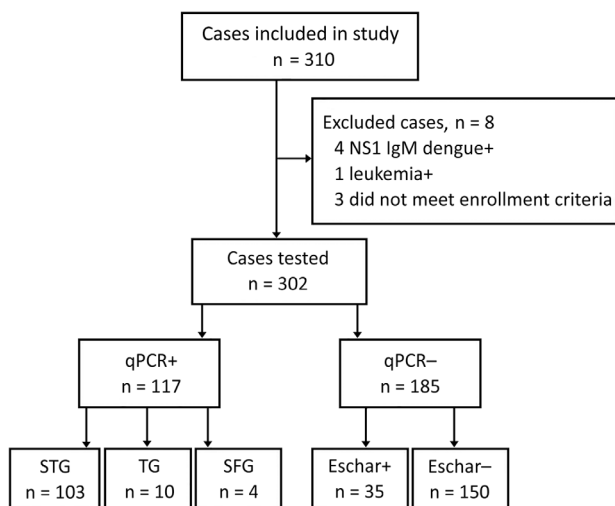 Cases included in study
n = 310
Excluded cases, n = 8
4 NS1 IgM dengue+
1 leukemia+
3 did not meet enrollment criteria
Cases tested
n = 302
qPCR+
n = 117
qPCR–
n = 185
STG
n = 103
TG
n = 10
SFG
n = 4
Eschar+
n = 35
Eschar–
n = 150